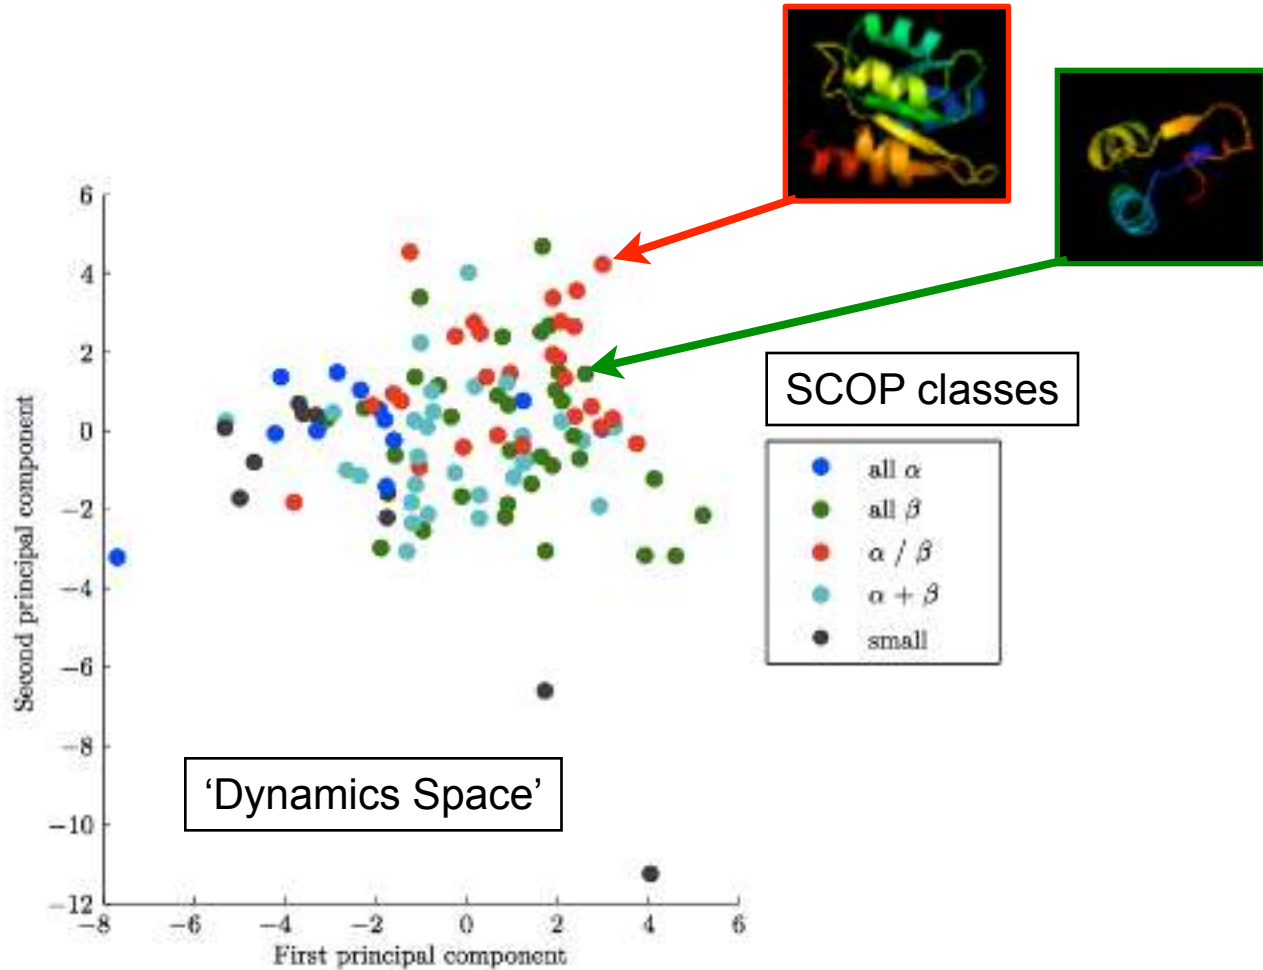 6
4
2
0
−2
−4
−6
−8
−10
−12
−8
−6
−4
−2
0
2
4
6
Second principal component
First principal component
‘Dynamics Space’
SCOP classes
all α
all β
α / β
α + β
small